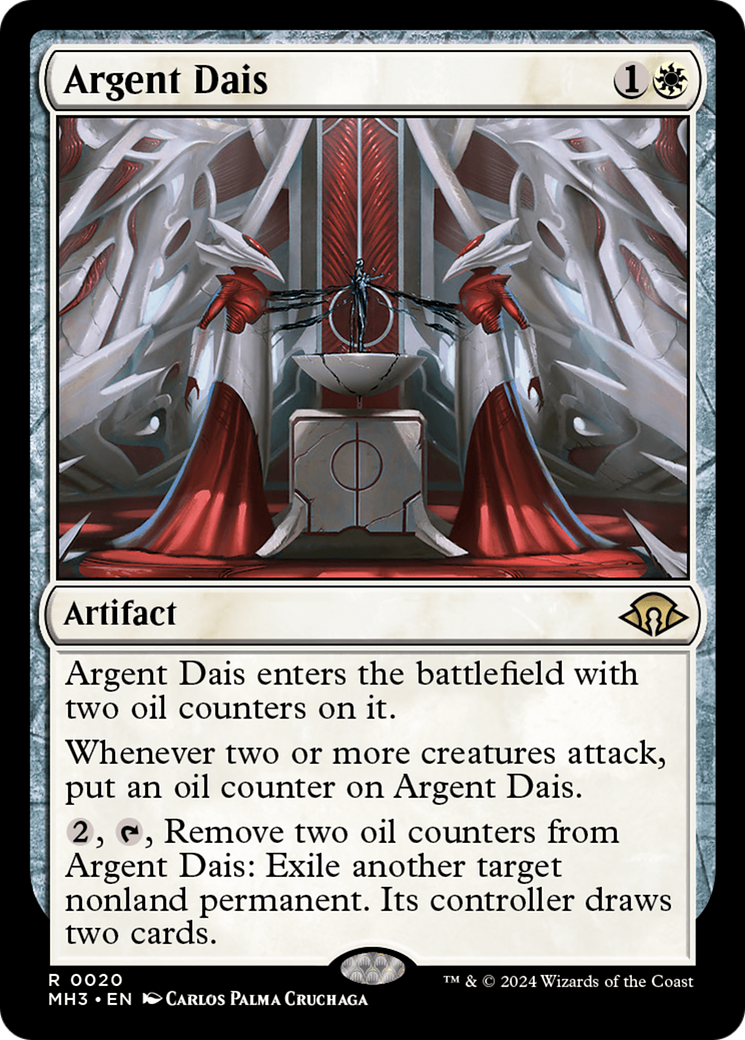 Argent Dais 1
Artifact
Argent Dais enters the battlefield with
two oil counters on it.
Whenever two or more creatures attack,
put an oil counter on Argent Dais.
2, , Remove two oil counters from
Argent Dais: Exile another target
nonland permanent. Its controller draws
two cards.
R 0020
MH3 • EN CARLOS PALMA CRUCHAGA
™ & © 2024 Wizards of the Coast